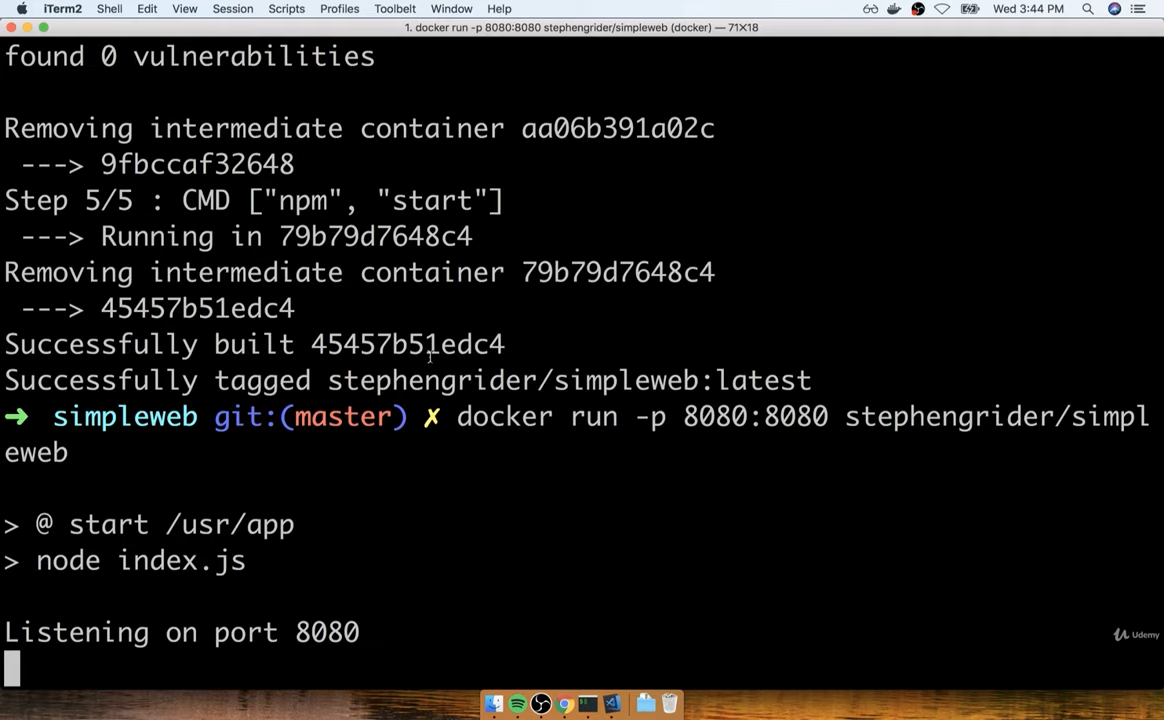 iTerm2 Shell Edit View Session Scripts Profiles Toolbelt Window Help Wed 3:44 PM
1. docker run -p 8080:8080 stephengrider/simpleweb (docker) — 71×18
found 0 vulnerabilities
Removing intermediate container aa06b391a02c
---> 9fbccaf32648
Step 5/5 : CMD ["npm", "start"]
---> Running in 79b79d7648c4
Removing intermediate container 79b79d7648c4
---> 45457b51edc4
Successfully built 45457b51edc4
Successfully tagged stephengrider/simpleweb:latest
➜ simpleweb git:(master) ✗ docker run -p 8080:8080 stephengrider/simpl
eweb
> @ start /usr/app
> node index.js
Listening on port 8080
Udemy